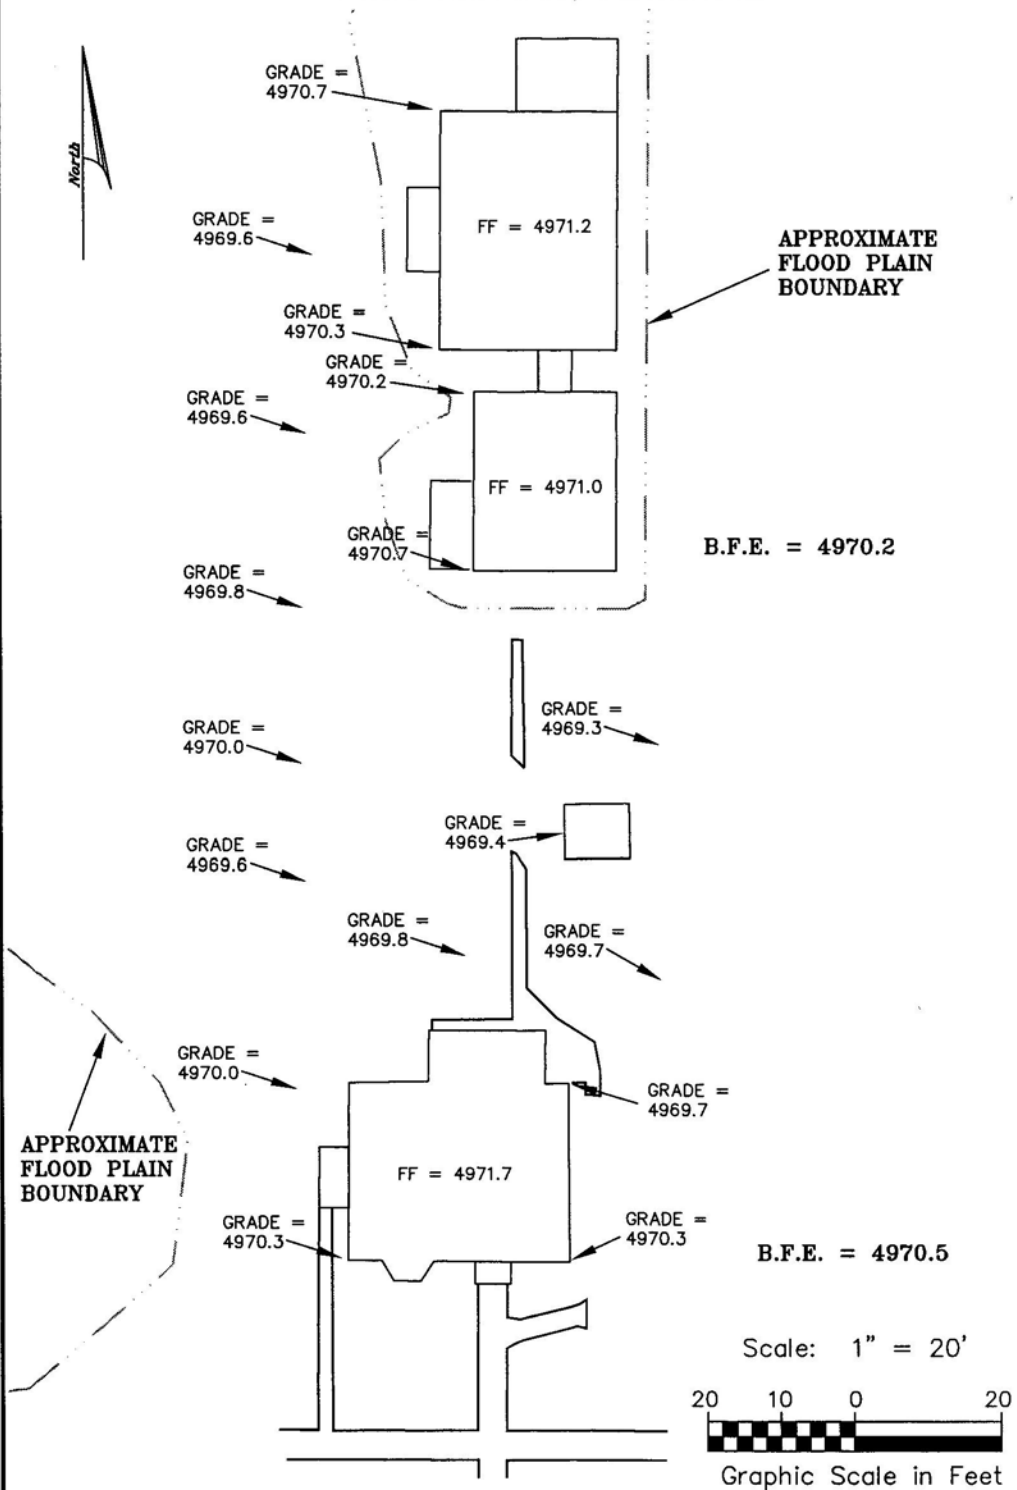 North
GRADE =
4970.7
GRADE =
4969.6
FF = 4971.2
APPROXIMATE
FLOOD PLAIN
BOUNDARY
GRADE =
4970.3
GRADE =
4970.2
GRADE =
4969.6
FF = 4971.0
GRADE =
4970.7
B.F.E. = 4970.2
GRADE =
4969.8
GRADE =
4969.3
GRADE =
4970.0
GRADE =
4969.4
GRADE =
4969.6
GRADE =
4969.8
GRADE =
4969.7
GRADE =
4970.0
GRADE =
4969.7
APPROXIMATE
FLOOD PLAIN
BOUNDARY
FF = 4971.7
GRADE =
4970.3
GRADE =
4970.3
B.F.E. = 4970.5
Scale: 1" = 20'
20 10 0 20
Graphic Scale in Feet